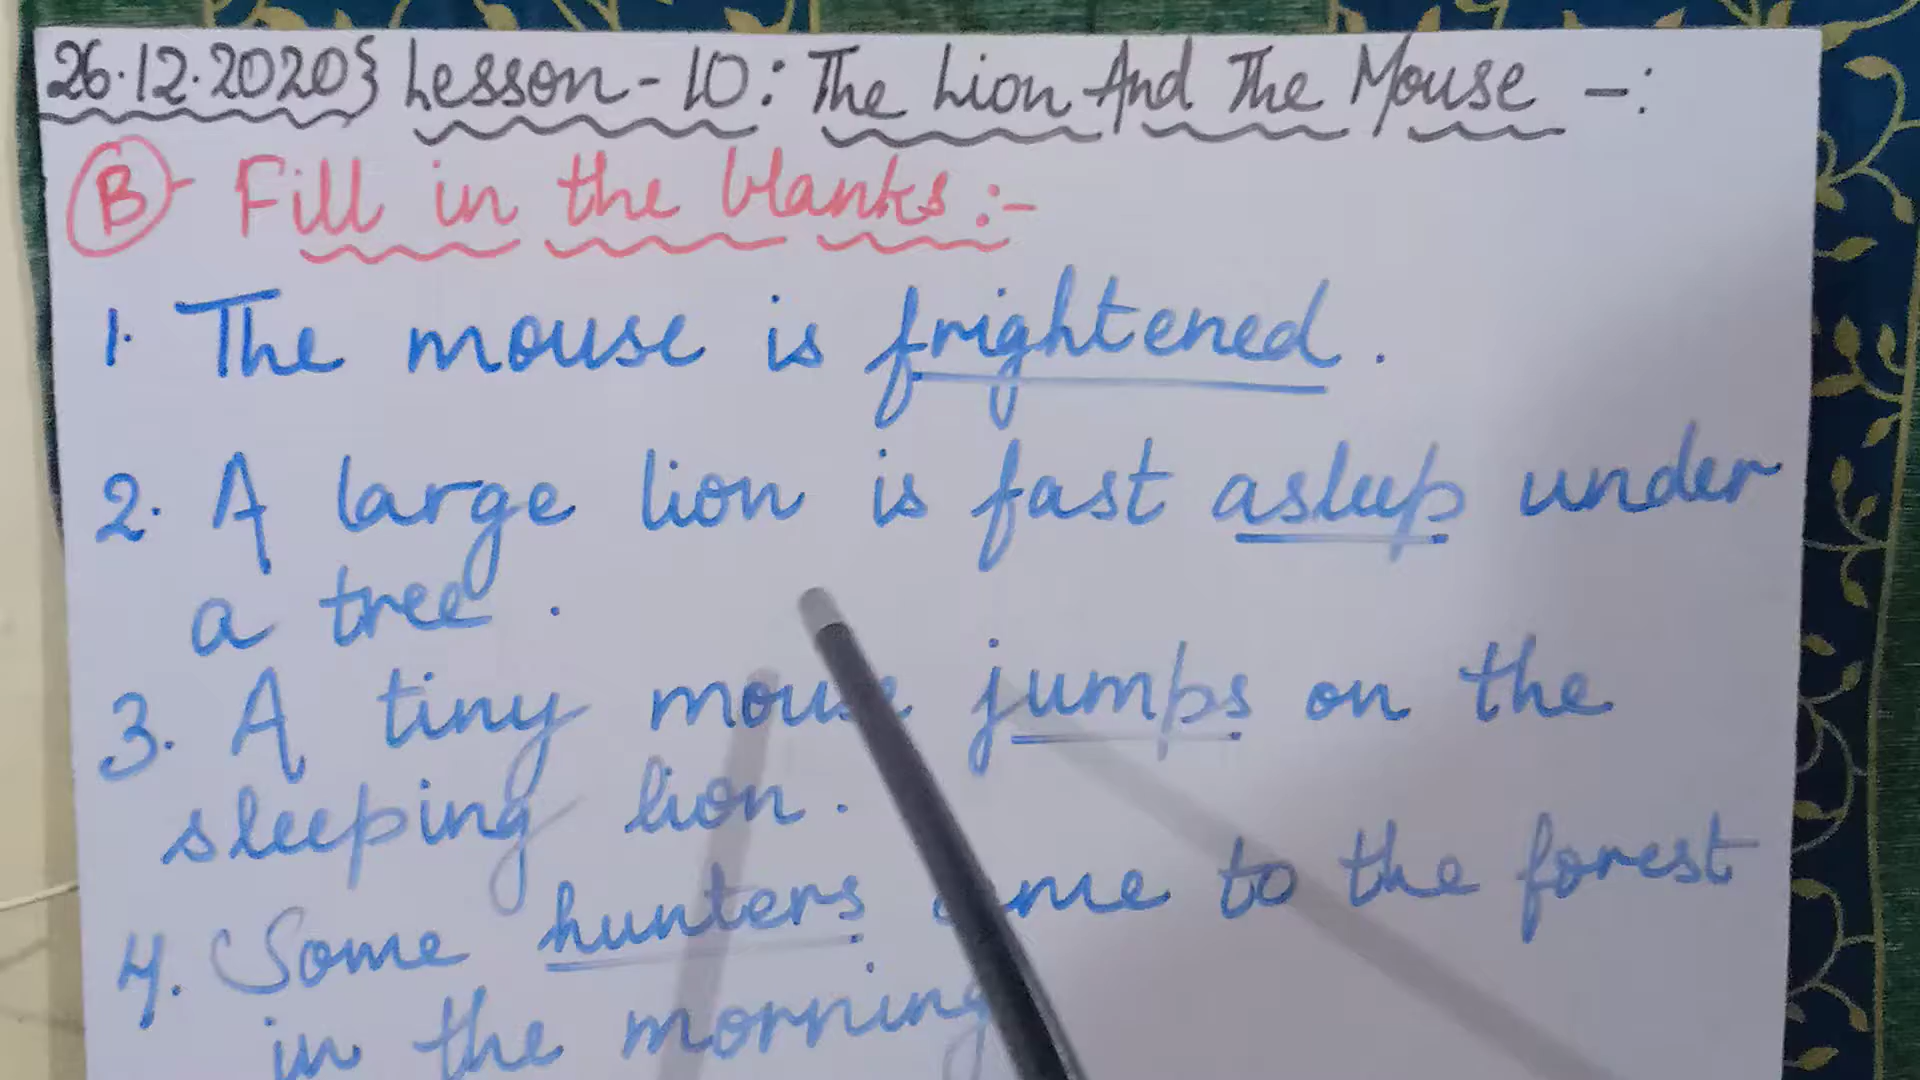 26.12.2020} Lesson-10: The Lion And The Mouse -:
B- Fill in the blanks:-
1. The mouse is frightened.
2. A large lion is fast asleep under
a tree.
3. A tiny mouse jumps on the
sleeping lion.
4. Some hunters to the forest
in the morning